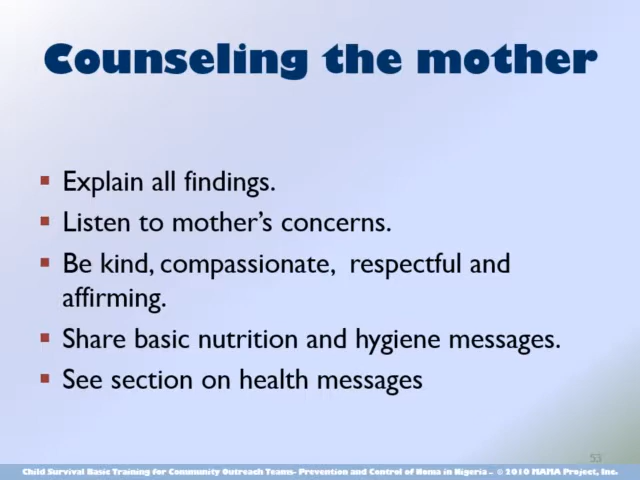 Counseling the mother
Explain all findings.
Listen to mother's concerns.
Be kind, compassionate, respectful and
affirming.
Share basic nutrition and hygiene messages.
See section on health messages
53
Child Survival Basic Training for Community Outreach Teams- Prevention and Control of Noma in Nigeria .. © 2010 MAMA Project, Inc.